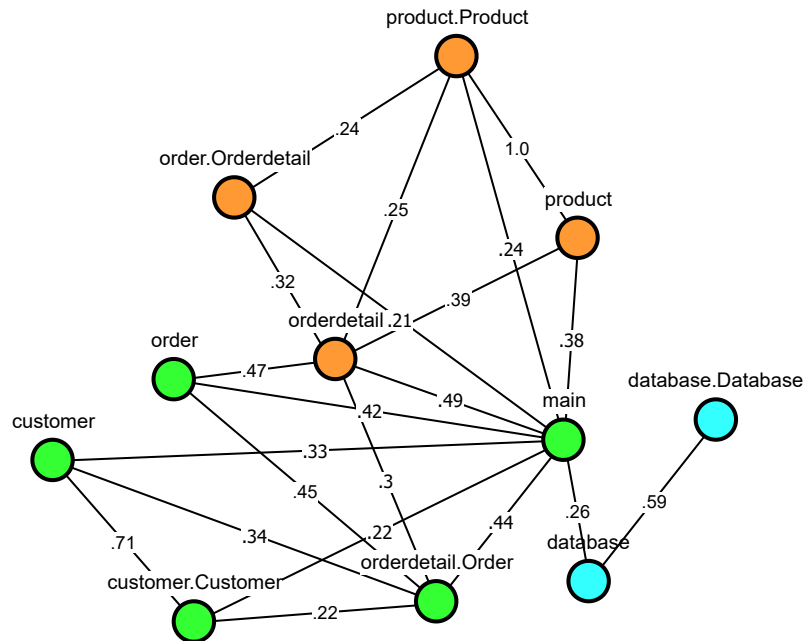 product.Product
.24
1.0
order.Orderdetail
.25
product
.24
.32
.39
orderdetail
.21
order
.38
.47
database.Database
main
.49
.42
customer
.33
.3
.45
.59
.26
.44
.22
.34
.71
database
orderdetail.Order
customer.Customer
.22